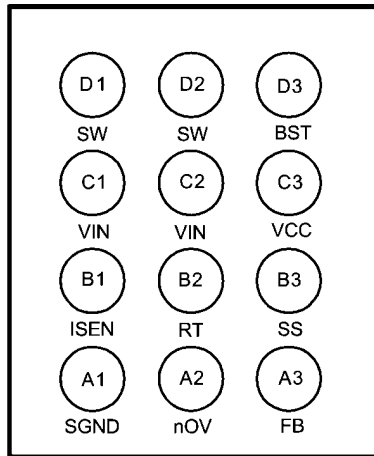 D1 D2 D3
SW SW BST
C1 C2 C3
VIN VIN VCC
B1 B2 B3
ISEN RT SS
A1 A2 A3
SGND nOV FB